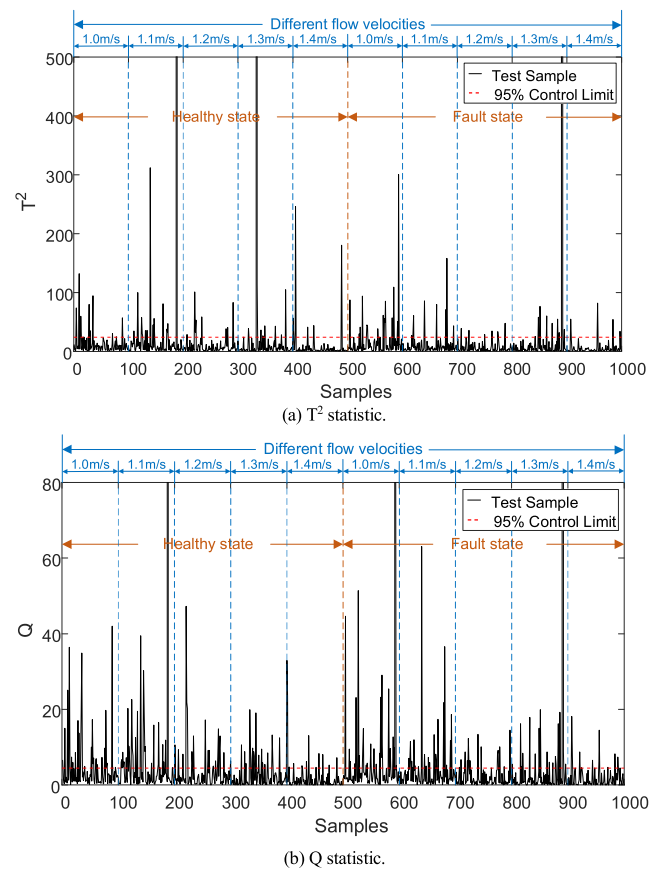 Different flow velocities
1.0m/s 1.1m/s 1.2m/s 1.3m/s 1.4m/s 1.0m/s 1.1m/s 1.2m/s 1.3m/s 1.4m/s
500
Test Sample
95% Control Limit
400
Healthy state Fault state
300
T²
200
100
0
0 100 200 300 400 500 600 700 800 900 1000
Samples
(a) T² statistic.
Different flow velocities
1.0m/s 1.1m/s 1.2m/s 1.3m/s 1.4m/s 1.0m/s 1.1m/s 1.2m/s 1.3m/s 1.4m/s
80
Test Sample
95% Control Limit
Healthy state Fault state
60
Q
40
20
0
0 100 200 300 400 500 600 700 800 900 1000
Samples
(b) Q statistic.